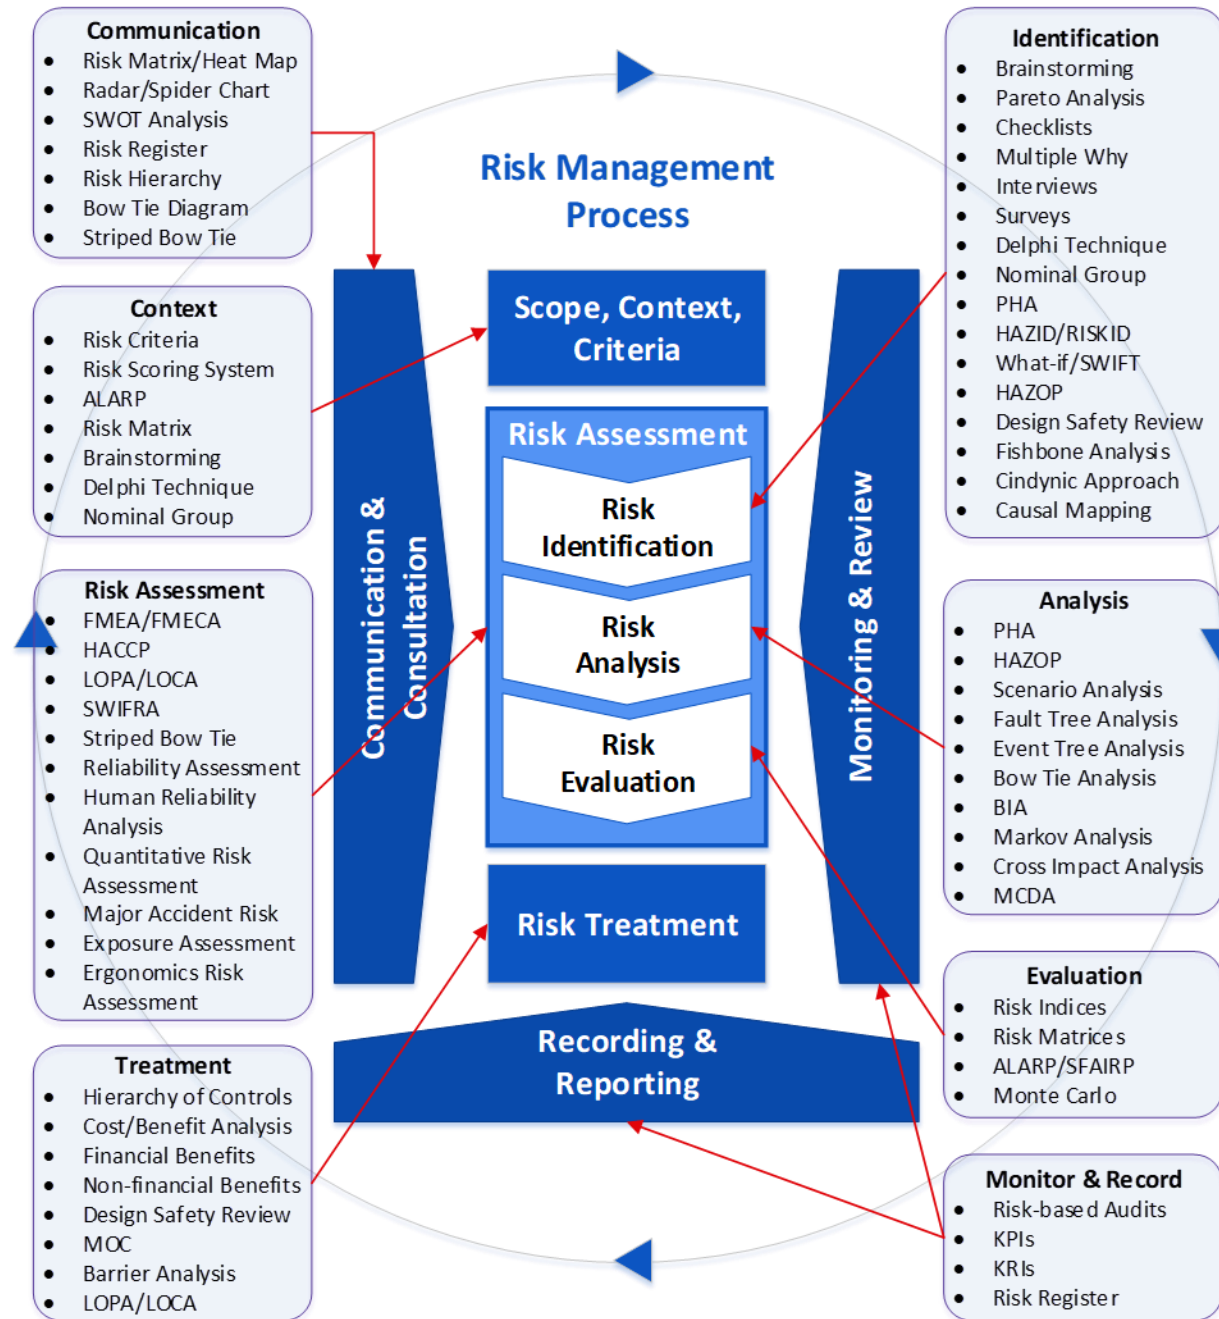 Communication
Risk Matrix/Heat Map
Radar/Spider Chart
SWOT Analysis
Risk Register
Risk Hierarchy
Bow Tie Diagram
Striped Bow Tie
Context
Risk Criteria
Risk Scoring System
ALARP
Risk Matrix
Brainstorming
Delphi Technique
Nominal Group
Risk Assessment
FMEA/FMECA
HACCP
LOPA/LOCA
SWIFRA
Striped Bow Tie
Reliability Assessment
Human Reliability
Analysis
Quantitative Risk
Assessment
Major Accident Risk
Exposure Assessment
Ergonomics Risk
Assessment
Treatment
Hierarchy of Controls
Cost/Benefit Analysis
Financial Benefits
Non-financial Benefits
Design Safety Review
MOC
Barrier Analysis
LOPA/LOCA
Risk Management
Process
Communication &
Consultation
Scope, Context,
Criteria
Risk Assessment
Risk
Identification
Risk
Analysis
Risk
Evaluation
Risk Treatment
Monitoring & Review
Recording &
Reporting
Identification
Brainstorming
Pareto Analysis
Checklists
Multiple Why
Interviews
Surveys
Delphi Technique
Nominal Group
PHA
HAZID/RISKID
What-if/SWIFT
HAZOP
Design Safety Review
Fishbone Analysis
Cindynic Approach
Causal Mapping
Analysis
PHA
HAZOP
Scenario Analysis
Fault Tree Analysis
Event Tree Analysis
Bow Tie Analysis
BIA
Markov Analysis
Cross Impact Analysis
MCDA
Evaluation
Risk Indices
Risk Matrices
ALARP/SFAIRP
Monte Carlo
Monitor & Record
Risk-based Audits
KPIs
KRIs
Risk Register